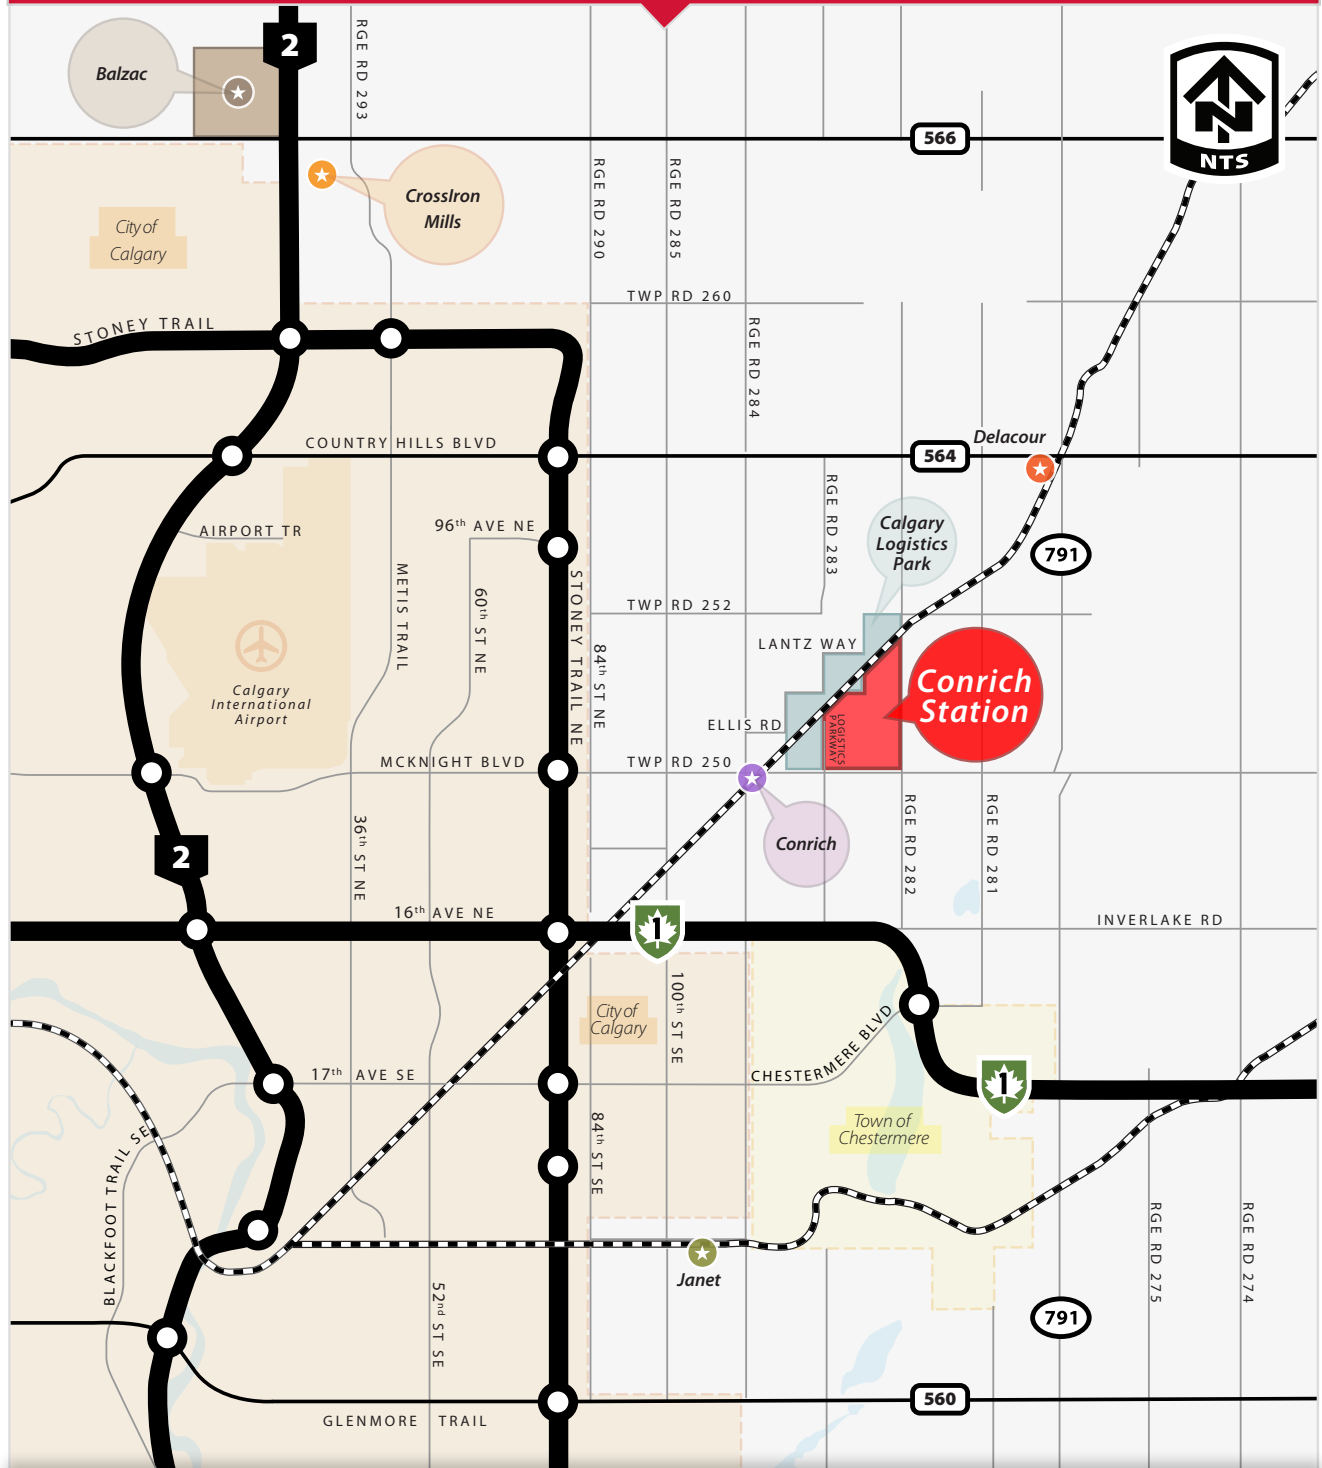 2
RGE RD 293
Balzac
566
NTS
CrossIron
Mills
City of
Calgary
RGE RD 290
RGE RD 285
TWP RD 260
STONEY TRAIL
RGE RD 284
COUNTRY HILLS BLVD
564
Delacour
96th AVE NE
AIRPORT TR
RGE RD 283
Calgary
Logistics
Park
791
METIS TRAIL
60th ST NE
STONEY TRAIL NE
84th ST NE
TWP RD 252
LANTZ WAY
Conrich
Station
Calgary
International
Airport
ELLIS RD
LOGISTICS
PARKWAY
MCKNIGHT BLVD
TWP RD 250
Conrich
RGE RD 282
RGE RD 281
2
36th ST NE
16th AVE NE
1
INVERLAKE RD
100th ST SE
City of
Calgary
CHESTERMERE BLVD
17th AVE SE
1
84th ST SE
Town of
Chestermere
BLACKFOOT TRAIL SE
RGE RD 275
RGE RD 274
Janet
52nd ST SE
791
560
GLENMORE TRAIL